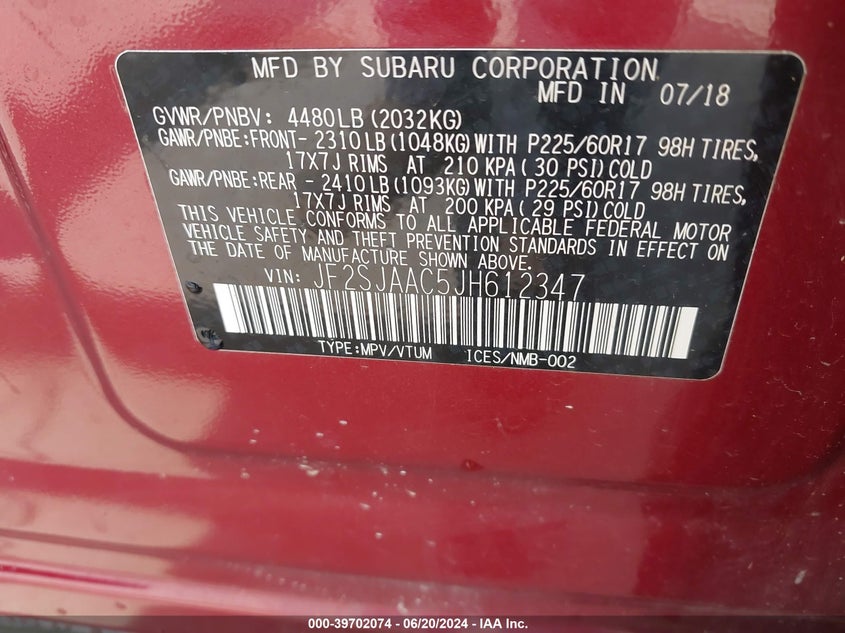 MFD BY SUBARU CORPORATION
MFD IN 07/18
GVWR/PNBV: 4480LB (2032KG)
GAWR/PNBE:FRONT- 2310LB(1048KG)WITH P225/60R17 98H TIRES,
17X7J RIMS AT 210 KPA( 30 PSI)COLD
GAWR/PNBE:REAR - 2410LB(1093KG)WITH P225/60R17 98H TIRES,
17X7J RIMS AT 200 KPA( 29 PSI)COLD
THIS VEHICLE CONFORMS TO ALL APPLICABLE FEDERAL MOTOR
VEHICLE SAFETY AND THEFT PREVENTION STANDARDS IN EFFECT ON
THE DATE OF MANUFACTURE SHOWN ABOVE.
VIN: JF2SJAAC5JH612347
TYPE:MPV/VTUM ICES/NMB-002
000-39702074 - 06/20/2024 - IAA Inc.